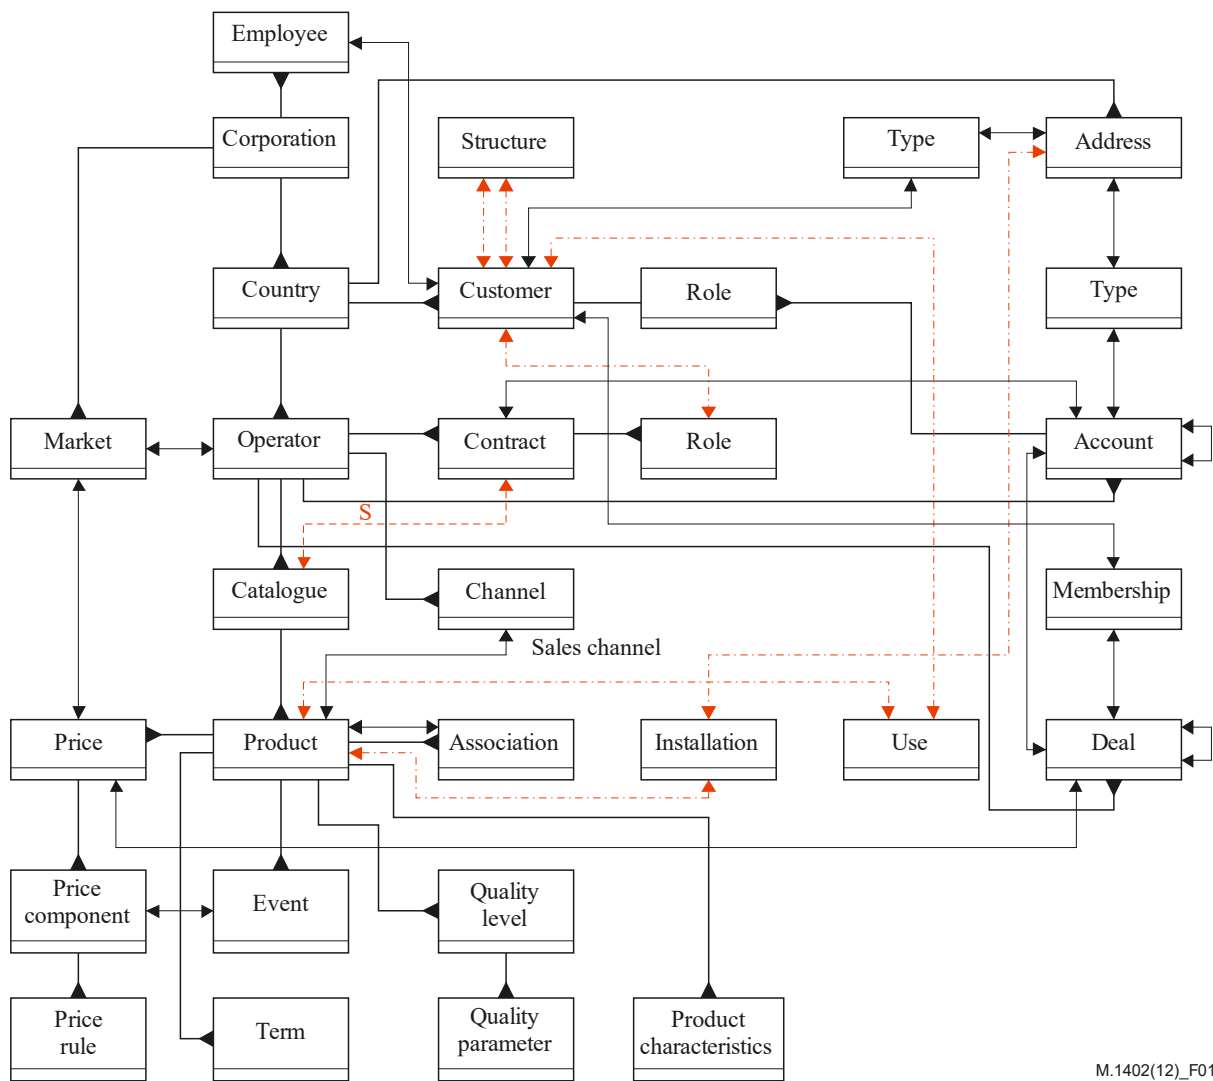 Employee
Corporation
Structure
Type
Address
Country
Customer
Role
Type
Market
Operator
Contract
Role
Account
S
Catalogue
Channel
Membership
Sales channel
Price
Product
Association
Installation
Use
Deal
Price
component
Event
Quality
level
Price
rule
Term
Quality
parameter
Product
characteristics
M.1402(12)_F01